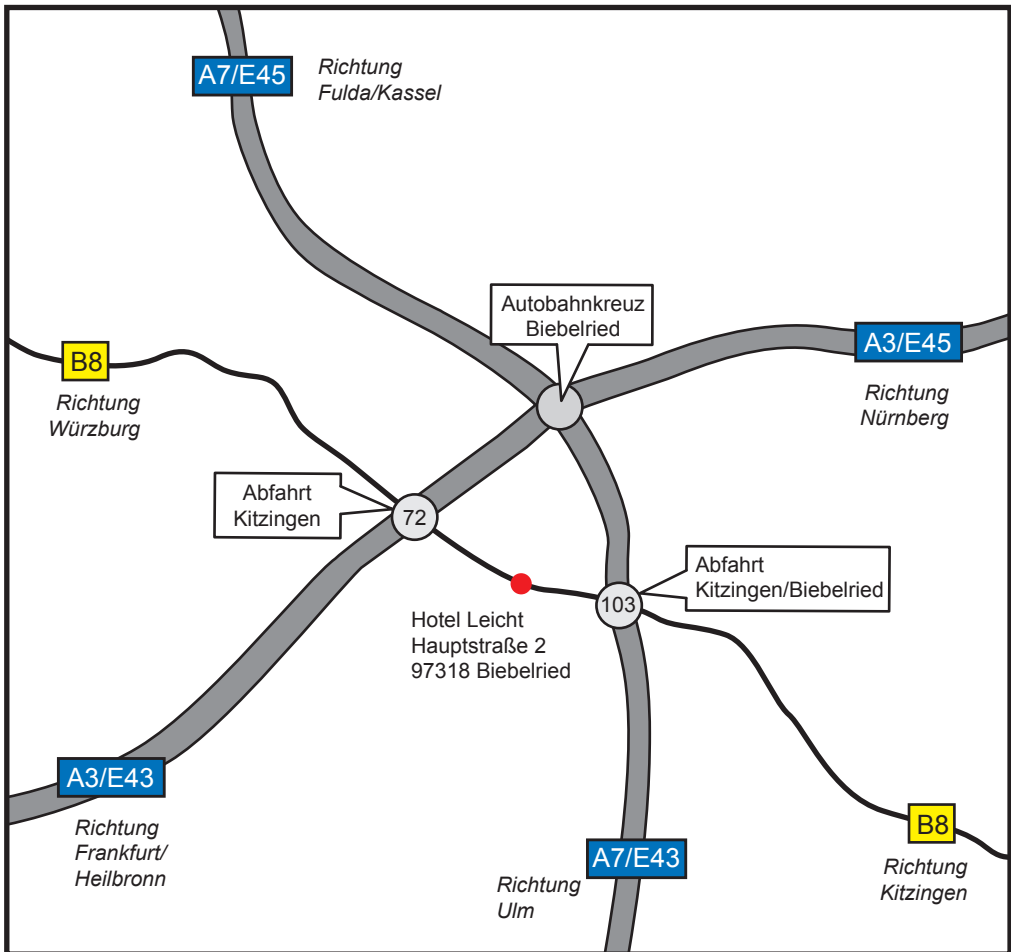 A7/E45
Richtung
Fulda/Kassel
Autobahnkreuz
Biebelried
A3/E45
Richtung
Nürnberg
B8
Richtung
Würzburg
Abfahrt
Kitzingen
72
Abfahrt
Kitzingen/Biebelried
103
Hotel Leicht
Hauptstraße 2
97318 Biebelried
A3/E43
Richtung
Frankfurt/
Heilbronn
A7/E43
Richtung
Ulm
B8
Richtung
Kitzingen